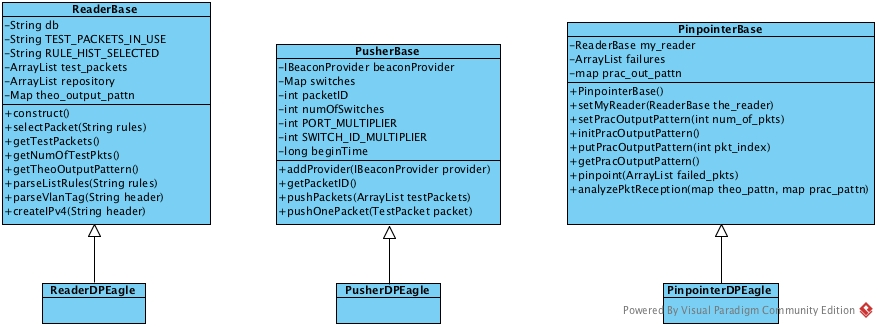 ReaderBase
-String db
-String TEST_PACKETS_IN_USE
-String RULE_HIST_SELECTED
-ArrayList test_packets
-ArrayList repository
-Map theo_output_pattn
+construct()
+selectPacket(String rules)
+getTestPackets()
+getNumOfTestPkts()
+getTheoOutputPattern()
+parseListRules(String rules)
+parseVlanTag(String header)
+createIPv4(String header)
ReaderDPEagle
PusherBase
-IBeaconProvider beaconProvider
-Map switches
-int packetID
-int numOfSwitches
-int PORT_MULTIPLIER
-int SWITCH_ID_MULTIPLIER
-long beginTime
+addProvider(IBeaconProvider provider)
+getPacketID()
+pushPackets(ArrayList testPackets)
+pushOnePacket(TestPacket packet)
PusherDPEagle
PinpointerBase
-ReaderBase my_reader
-ArrayList failures
-map prac_out_pattn
+PinpointerBase()
+setMyReader(ReaderBase the_reader)
+setPracOutputPattern(int num_of_pkts)
+initPracOutputPattern()
+putPracOutputPattern(int pkt_index)
+getPracOutputPattern()
+pinpoint(ArrayList failed_pkts)
+analyzePktReception(map theo_pattn, map prac_pattn)
PinpointerDPEagle
Powered By Visual Paradigm Community Edition